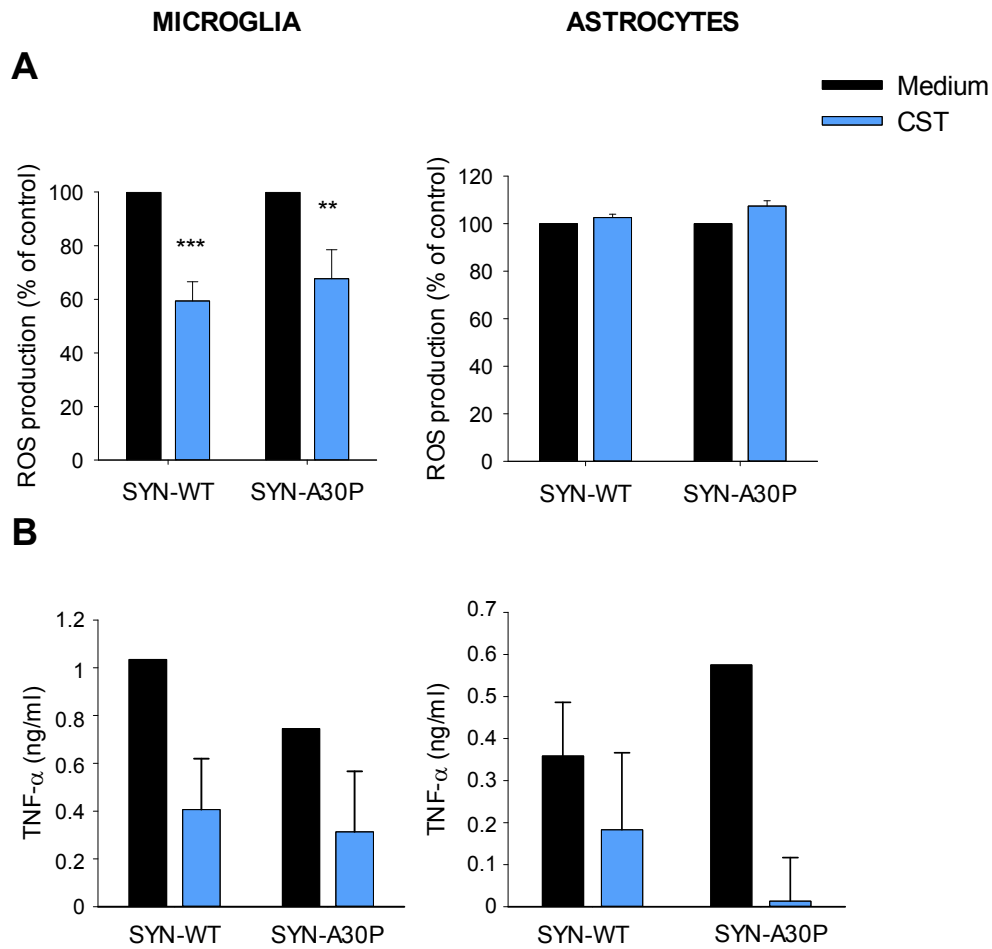 MICROGLIA
ASTROCYTES
A
Medium
CST
ROS production (% of control)
100
80
60
40
20
0
***
**
SYN-WT
SYN-A30P
ROS production (% of control)
120
100
80
60
40
20
0
SYN-WT
SYN-A30P
B
TNF-α (ng/ml)
1.2
1
0.8
0.6
0.4
0.2
0
SYN-WT
SYN-A30P
TNF-α (ng/ml)
0.7
0.6
0.5
0.4
0.3
0.2
0.1
0
SYN-WT
SYN-A30P